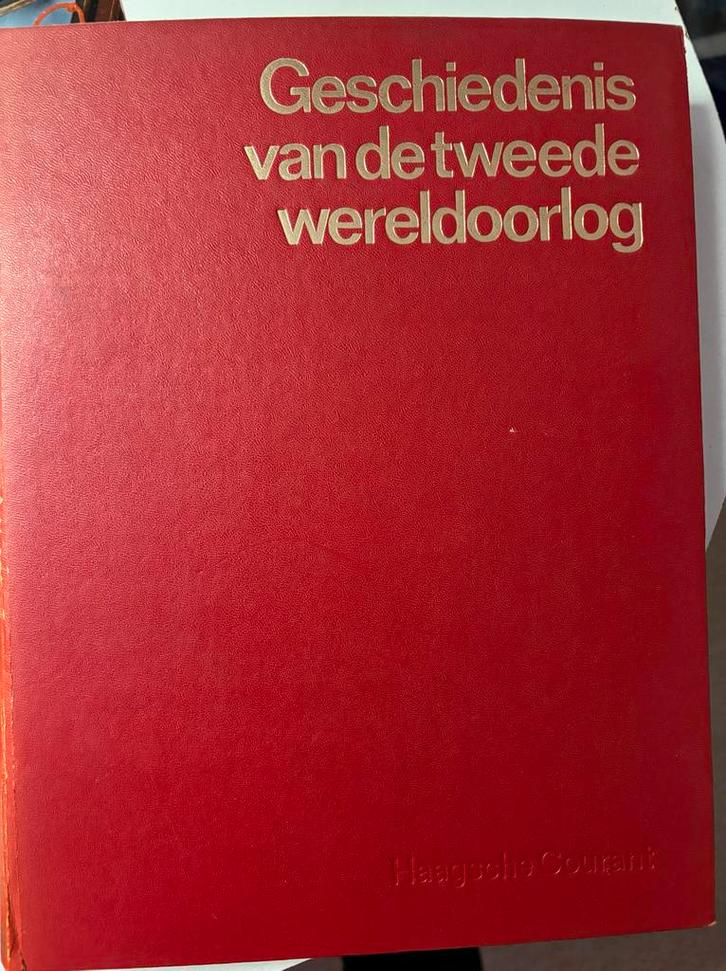 Geschiedenis
van de tweede
wereldoorlog
Haagsche Courant